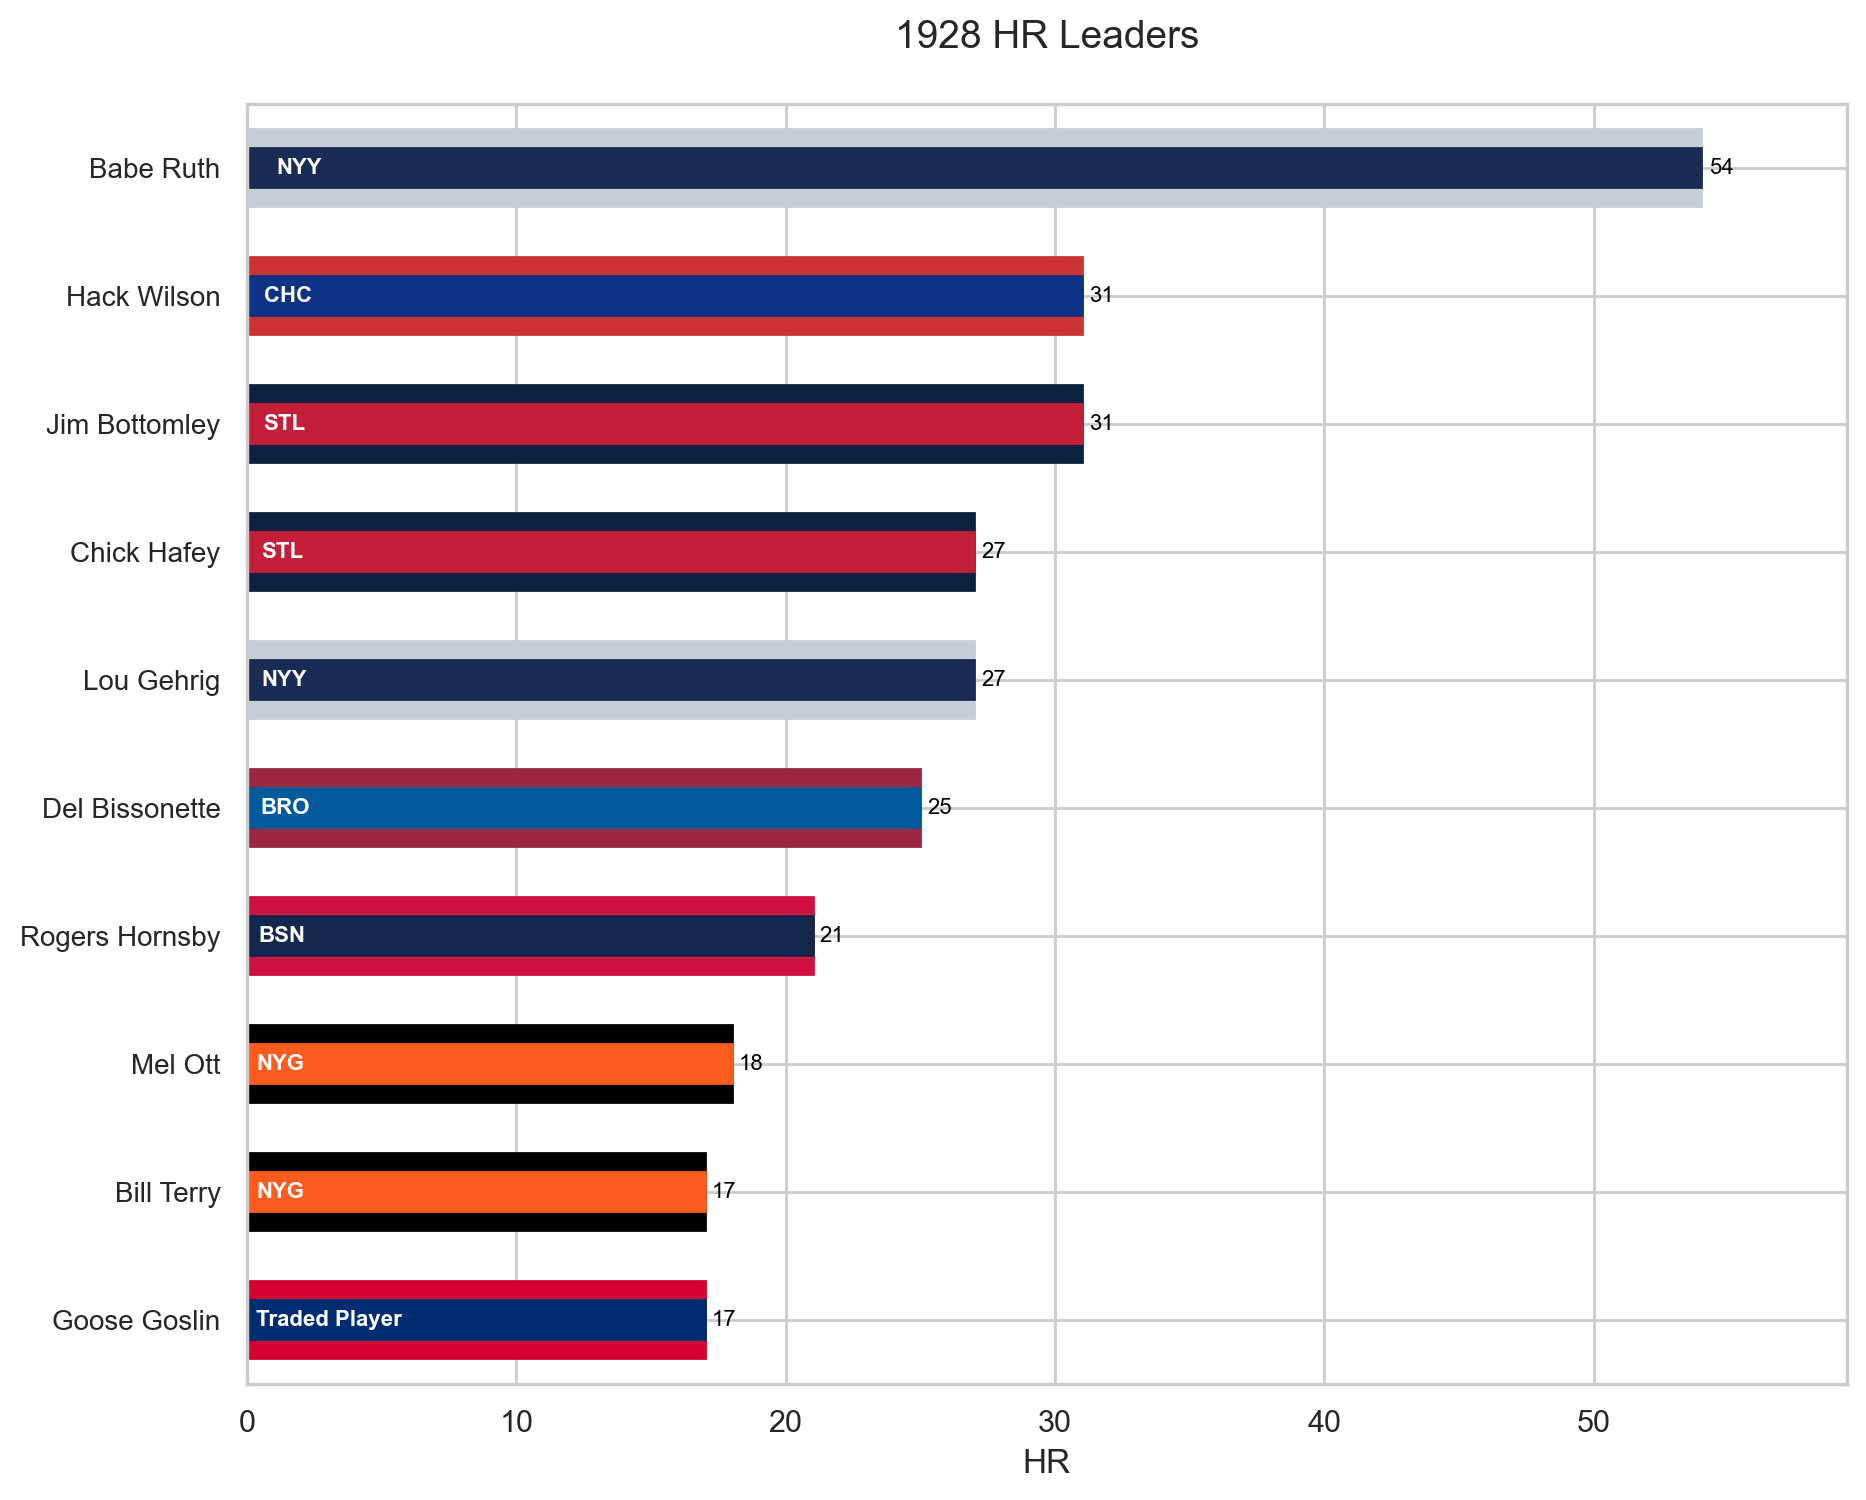 1928 HR Leaders
Babe Ruth NYY 54
Hack Wilson CHC 31
Jim Bottomley STL 31
Chick Hafey STL 27
Lou Gehrig NYY 27
Del Bissonette BRO 25
Rogers Hornsby BSN 21
Mel Ott NYG 18
Bill Terry NYG 17
Goose Goslin Traded Player 17
0 10 20 30 40 50
HR